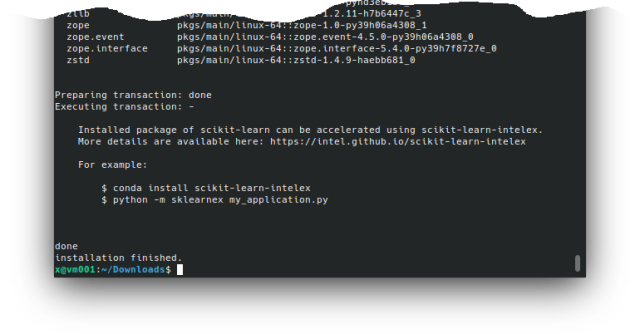 zlib pkgs/main/linux-64::zlib-1.2.11-h7b6447c_3
zope pkgs/main/linux-64::zope-1.0-py39h06a4308_1
zope.event pkgs/main/linux-64::zope.event-4.5.0-py39h06a4308_0
zope.interface pkgs/main/linux-64::zope.interface-5.4.0-py39h7f8727e_0
zstd pkgs/main/linux-64::zstd-1.4.9-haebb681_0
Preparing transaction: done
Executing transaction: -
Installed package of scikit-learn can be accelerated using scikit-learn-intelex.
More details are available here: https://intel.github.io/scikit-learn-intelex
For example:
$ conda install scikit-learn-intelex
$ python -m sklearnex my_application.py
done
installation finished.
x@vm001:~/Downloads$